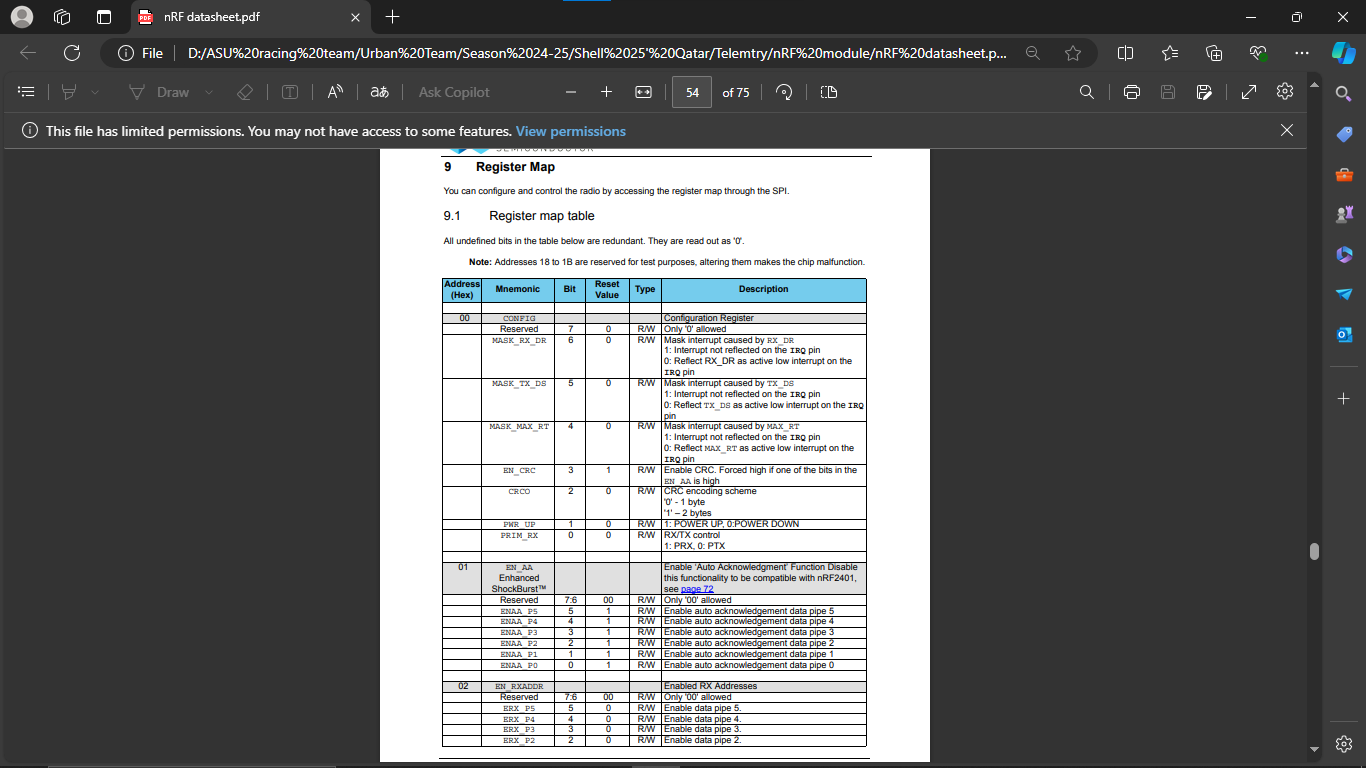 nRF datasheet.pdf
File
D:/ASU%20racing%20team/Urban%20Team/Season%2024-25/Shell%2025'%20Qatar/Telemtry/nRF%20module/nRF%20datasheet.p...
Draw
Ask Copilot
54 of 75
This file has limited permissions. You may not have access to some features. View permissions
9 Register Map
You can configure and control the radio by accessing the register map through the SPI.
9.1 Register map table
All undefined bits in the table below are redundant. They are read out as '0'.
Note: Addresses 18 to 1B are reserved for test purposes, altering them makes the chip malfunction.
Address (Hex) Mnemonic Bit Reset Value Type Description
00 CONFIG Configuration Register
Reserved 7 0 R/W Only '0' allowed
MASK_RX_DR 6 0 R/W Mask interrupt caused by RX_DR
1: Interrupt not reflected on the IRQ pin
0: Reflect RX_DR as active low interrupt on the
IRQ pin
MASK_TX_DS 5 0 R/W Mask interrupt caused by TX_DS
1: Interrupt not reflected on the IRQ pin
0: Reflect TX_DS as active low interrupt on the IRQ
pin
MASK_MAX_RT 4 0 R/W Mask interrupt caused by MAX_RT
1: Interrupt not reflected on the IRQ pin
0: Reflect MAX_RT as active low interrupt on the
IRQ pin
EN_CRC 3 1 R/W Enable CRC. Forced high if one of the bits in the
EN_AA is high
CRCO 2 0 R/W CRC encoding scheme
'0' - 1 byte
'1' – 2 bytes
PWR_UP 1 0 R/W 1: POWER UP, 0:POWER DOWN
PRIM_RX 0 0 R/W RX/TX control
1: PRX, 0: PTX
01 EN_AA Enable 'Auto Acknowledgment' Function Disable
Enhanced this functionality to be compatible with nRF2401,
ShockBurst™ see page 72
Reserved 7:6 00 R/W Only '00' allowed
ENAA_P5 5 1 R/W Enable auto acknowledgement data pipe 5
ENAA_P4 4 1 R/W Enable auto acknowledgement data pipe 4
ENAA_P3 3 1 R/W Enable auto acknowledgement data pipe 3
ENAA_P2 2 1 R/W Enable auto acknowledgement data pipe 2
ENAA_P1 1 1 R/W Enable auto acknowledgement data pipe 1
ENAA_P0 0 1 R/W Enable auto acknowledgement data pipe 0
02 EN_RXADDR Enabled RX Addresses
Reserved 7:6 00 R/W Only '00' allowed
ERX_P5 5 0 R/W Enable data pipe 5.
ERX_P4 4 0 R/W Enable data pipe 4.
ERX_P3 3 0 R/W Enable data pipe 3.
ERX_P2 2 0 R/W Enable data pipe 2.